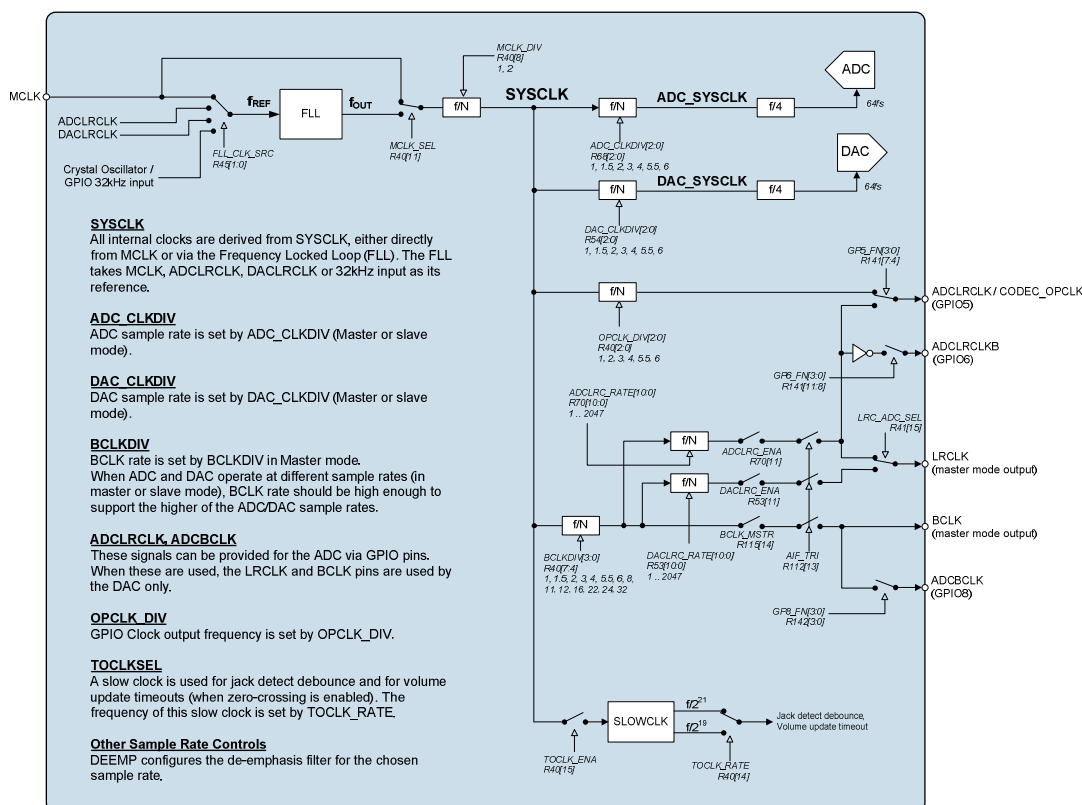 MCLK_DIV
R40[8]
1, 2
MCLK
ADCLRCLK
DACLRCLK
Crystal Oscillator /
GPIO 32kHz input
fREF
FLL
fOUT
FLL_CLK_SRC
R45[1:0]
MCLK_SEL
R40[11]
f/N
SYSCLK
f/N
ADC_SYSCLK
f/4
ADC
64fs
ADC_CLKDIV[2:0]
R68[2:0]
1, 1.5, 2, 3, 4, 5.5, 6
f/N
DAC_SYSCLK
f/4
DAC
64fs
DAC_CLKDIV[2:0]
R54[2:0]
1, 1.5, 2, 3, 4, 5.5, 6
SYSCLK
All internal clocks are derived from SYSCLK, either directly
from MCLK or via the Frequency Locked Loop (FLL). The FLL
takes MCLK, ADCLRCLK, DACLRCLK or 32kHz input as its
reference.
ADC_CLKDIV
ADC sample rate is set by ADC_CLKDIV (Master or slave
mode).
DAC_CLKDIV
DAC sample rate is set by DAC_CLKDIV (Master or slave
mode).
BCLKDIV
BCLK rate is set by BCLKDIV in Master mode.
When ADC and DAC operate at different sample rates (in
master or slave mode), BCLK rate should be high enough to
support the higher of the ADC/DAC sample rates.
ADCLRCLK, ADCBCLK
These signals can be provided for the ADC via GPIO pins.
When these are used, the LRCLK and BCLK pins are used by
the DAC only.
OPCLK_DIV
GPIO Clock output frequency is set by OPCLK_DIV.
TOCLKSEL
A slow clock is used for jack detect debounce and for volume
update timeouts (when zero-crossing is enabled). The
frequency of this slow clock is set by TOCLK_RATE.
Other Sample Rate Controls
DEEMP configures the de-emphasis filter for the chosen
sample rate.
f/N
OPCLK_DIV[2:0]
R40[2:0]
1, 2, 3, 4, 5.5, 6
GP5_FN[3:0]
R141[7:4]
ADCLRCLK / CODEC_OPCLK
(GPIO5)
GP6_FN[3:0]
R141[11:8]
ADCLRCLKB
(GPIO6)
ADCLRC_RATE[10:0]
R70[10:0]
1 .. 2047
f/N
ADCLRC_ENA
R70[11]
LRC_ADC_SEL
R41[15]
LRCLK
(master mode output)
f/N
DACLRC_ENA
R53[11]
f/N
BCLK_MSTR
R115[14]
BCLK
(master mode output)
BCLKDIV[3:0]
R40[7:4]
1, 1.5, 2, 3, 4, 5.5, 6, 8,
11, 12, 16, 22, 24, 32
DACLRC_RATE[10:0]
R53[10:0]
1 .. 2047
AIF_TRI
R112[13]
ADCBCLK
(GPIO8)
GP8_FN[3:0]
R142[3:0]
SLOWCLK
f/2²¹
f/2¹⁹
Jack detect debounce,
Volume update timeout
TOCLK_ENA
R40[15]
TOCLK_RATE
R40[14]